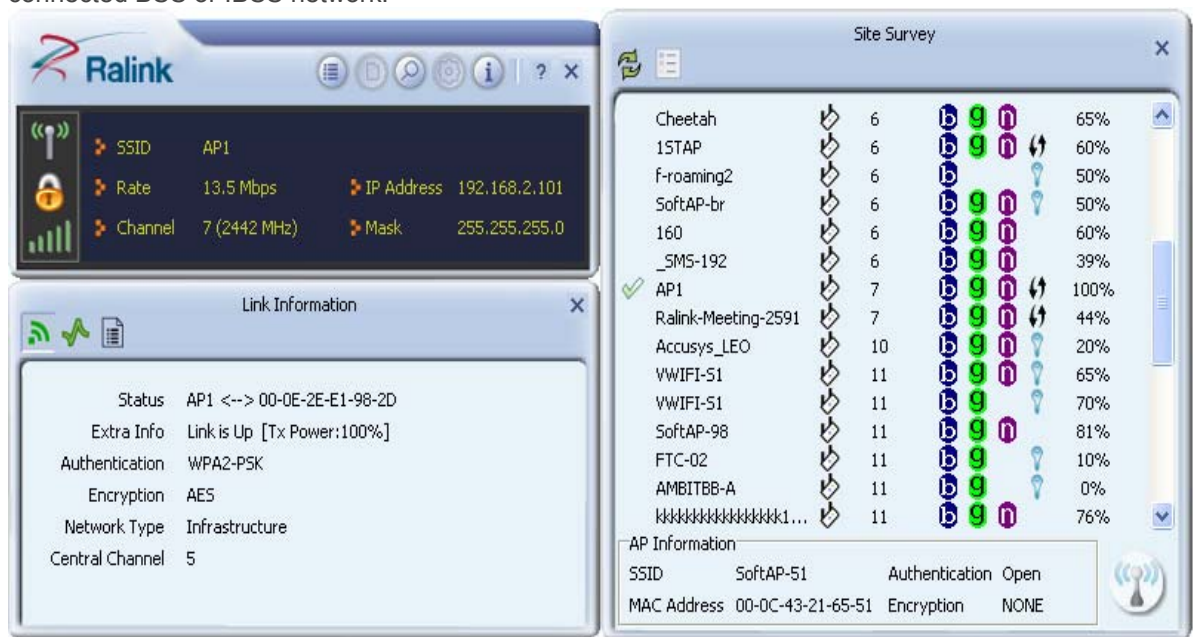 connected BSS or IBSS network.
Ralink
? X
SSID AP1
Rate 13.5 Mbps IP Address 192.168.2.101
Channel 7 (2442 MHz) Mask 255.255.255.0
Link Information X
Status AP1 <--> 00-0E-2E-E1-98-2D
Extra Info Link is Up [Tx Power:100%]
Authentication WPA2-PSK
Encryption AES
Network Type Infrastructure
Central Channel 5
Site Survey X
Cheetah 6 b g n 65%
1STAP 6 b g n 60%
f-roaming2 6 b 50%
SoftAP-br 6 b g n 50%
160 6 b g n 60%
_SMS-192 6 b g n 39%
AP1 7 b g n 100%
Ralink-Meeting-2591 7 b g n 44%
Accusys_LEO 10 b g n 20%
VWIFI-S1 11 b g n 65%
VWIFI-S1 11 b g 70%
SoftAP-98 11 b g n 81%
FTC-02 11 b g 10%
AMBITBB-A 11 b g 0%
kkkkkkkkkkkkkkkk1... 11 b g n 76%
AP Information
SSID SoftAP-51 Authentication Open
MAC Address 00-0C-43-21-65-51 Encryption NONE